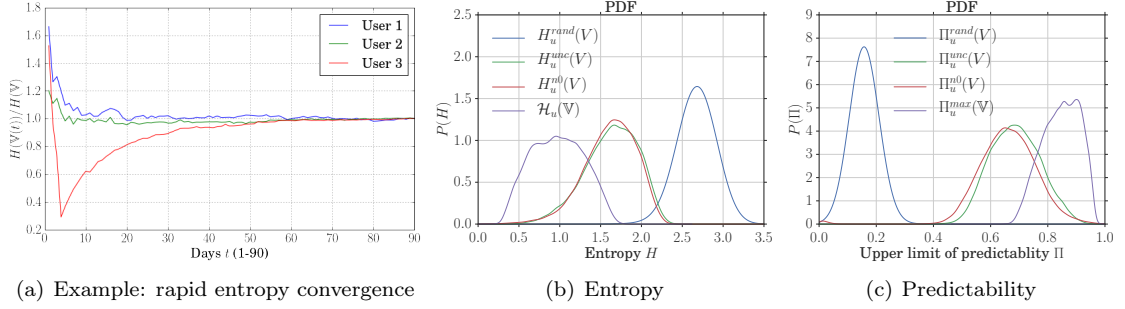 H(𝕍(t))/H(𝕍)
1.8
1.6
1.4
1.2
1.0
0.8
0.6
0.4
0.2
User 1
User 2
User 3
0 10 20 30 40 50 60 70 80 90
Days t (1-90)
(a) Example: rapid entropy convergence
PDF
P(H)
2.5
2.0
1.5
1.0
0.5
0.0
H_u^{rand}(V)
H_u^{unc}(V)
H_u^{n0}(V)
ℋ_u(𝕍)
0.0 0.5 1.0 1.5 2.0 2.5 3.0 3.5
Entropy H
(b) Entropy
PDF
P(Π)
9
8
7
6
5
4
3
2
1
0
Π_u^{rand}(V)
Π_u^{unc}(V)
Π_u^{n0}(V)
Π_u^{max}(𝕍)
0.0 0.2 0.4 0.6 0.8 1.0
Upper limit of predictablity Π
(c) Predictability